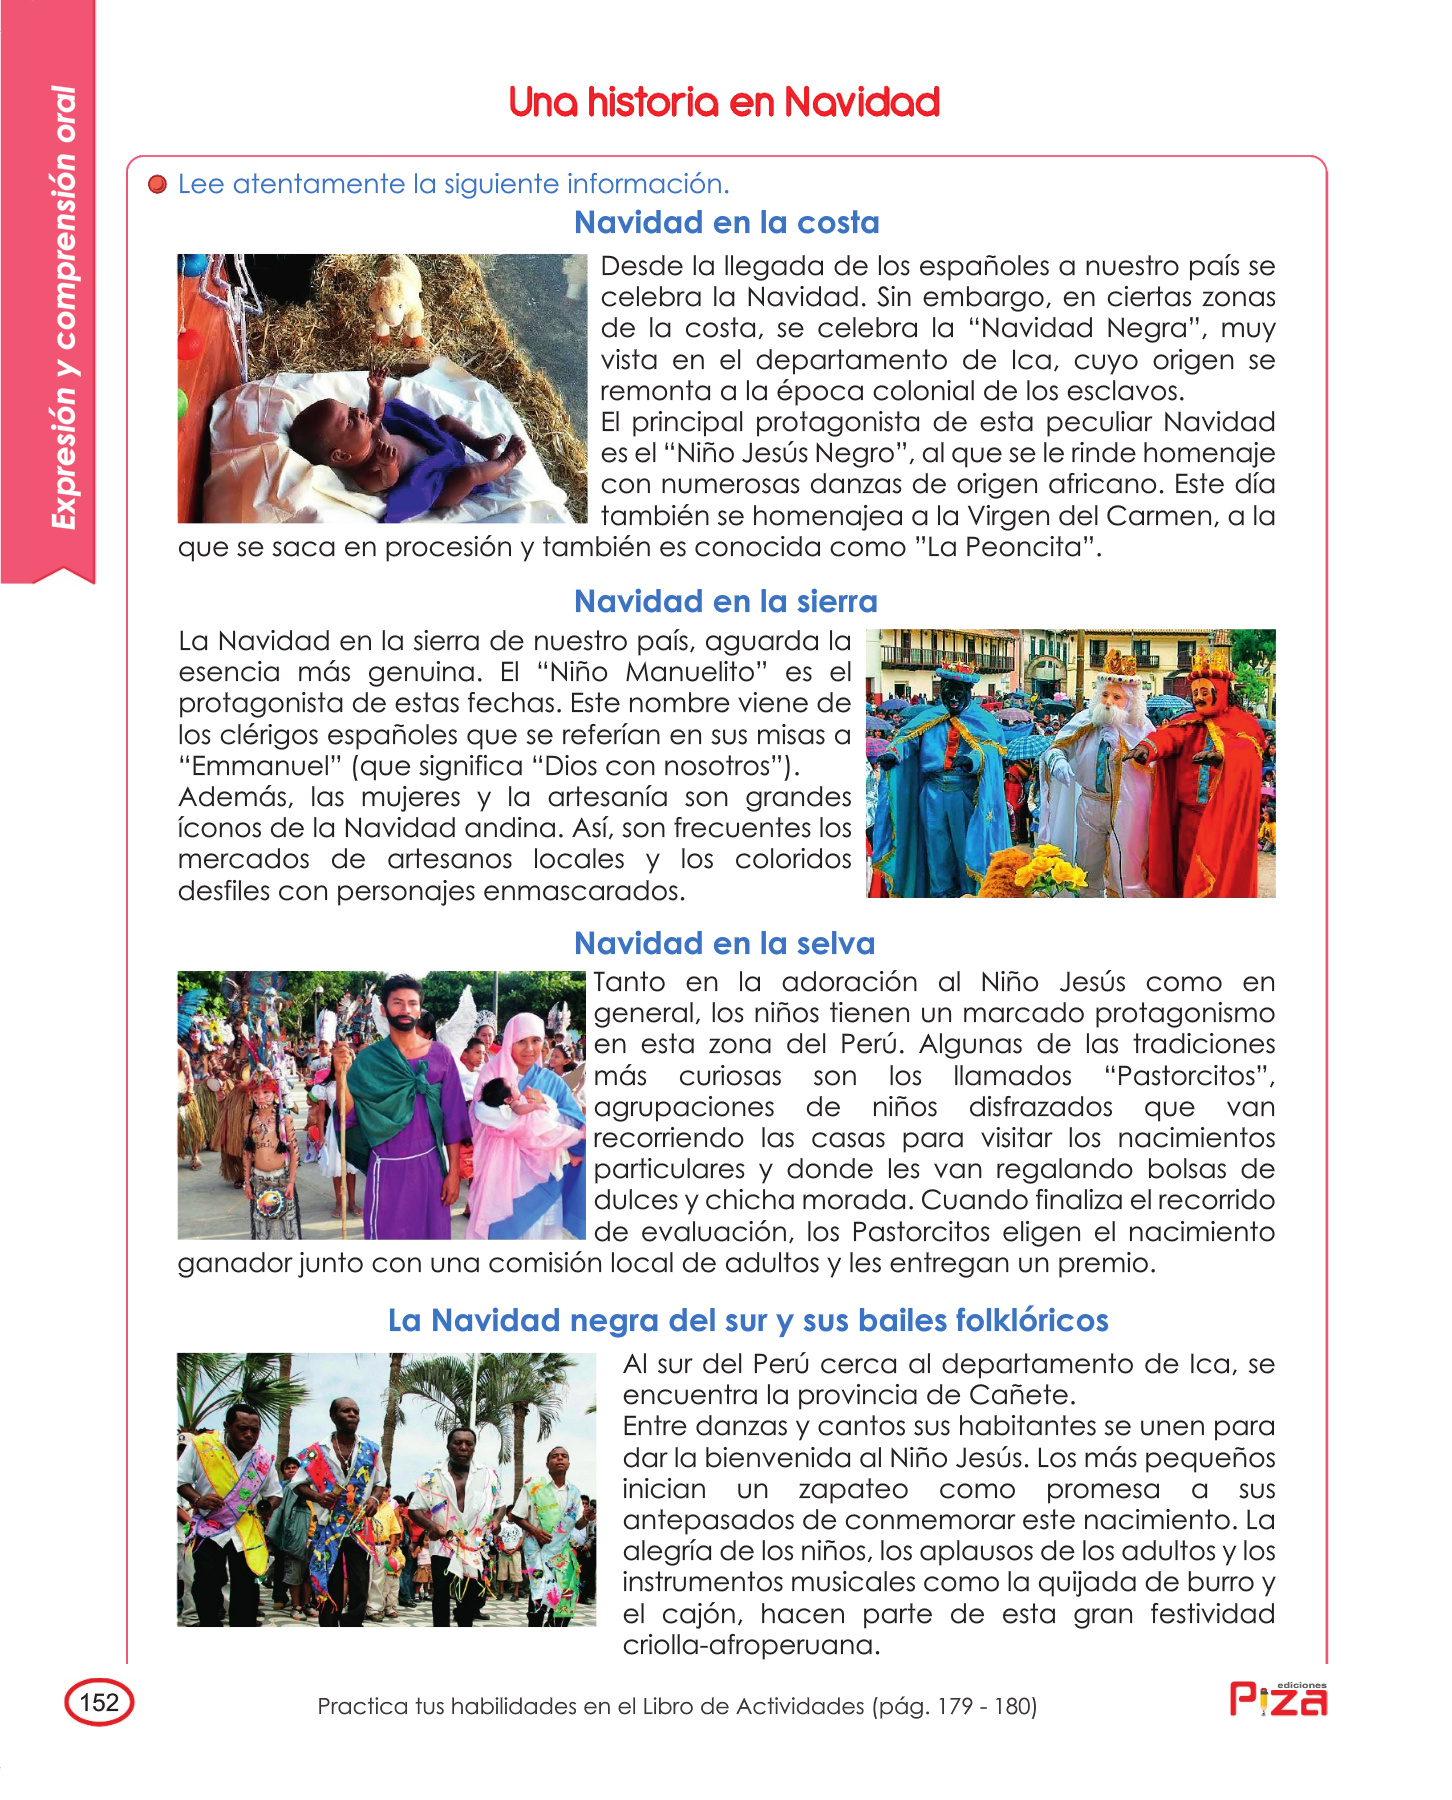 Expresión y comprensión oral
Una historia en Navidad
Lee atentamente la siguiente información.
Navidad en la costa
Desde la llegada de los españoles a nuestro país se
celebra la Navidad. Sin embargo, en ciertas zonas
de la costa, se celebra la “Navidad Negra”, muy
vista en el departamento de Ica, cuyo origen se
remonta a la época colonial de los esclavos.
El principal protagonista de esta peculiar Navidad
es el “Niño Jesús Negro”, al que se le rinde homenaje
con numerosas danzas de origen africano. Este día
también se homenajea a la Virgen del Carmen, a la
que se saca en procesión y también es conocida como ”La Peoncita”.
Navidad en la sierra
La Navidad en la sierra de nuestro país, aguarda la
esencia más genuina. El “Niño Manuelito” es el
protagonista de estas fechas. Este nombre viene de
los clérigos españoles que se referían en sus misas a
“Emmanuel” (que significa “Dios con nosotros”).
Además, las mujeres y la artesanía son grandes
íconos de la Navidad andina. Así, son frecuentes los
mercados de artesanos locales y los coloridos
desfiles con personajes enmascarados.
Navidad en la selva
Tanto en la adoración al Niño Jesús como en
general, los niños tienen un marcado protagonismo
en esta zona del Perú. Algunas de las tradiciones
más curiosas son los llamados “Pastorcitos”,
agrupaciones de niños disfrazados que van
recorriendo las casas para visitar los nacimientos
particulares y donde les van regalando bolsas de
dulces y chicha morada. Cuando finaliza el recorrido
de evaluación, los Pastorcitos eligen el nacimiento
ganador junto con una comisión local de adultos y les entregan un premio.
La Navidad negra del sur y sus bailes folklóricos
Al sur del Perú cerca al departamento de Ica, se
encuentra la provincia de Cañete.
Entre danzas y cantos sus habitantes se unen para
dar la bienvenida al Niño Jesús. Los más pequeños
inician un zapateo como promesa a sus
antepasados de conmemorar este nacimiento. La
alegría de los niños, los aplausos de los adultos y los
instrumentos musicales como la quijada de burro y
el cajón, hacen parte de esta gran festividad
criolla-afroperuana.
152
Practica tus habilidades en el Libro de Actividades (pág. 179 - 180)
ediciones
Piza